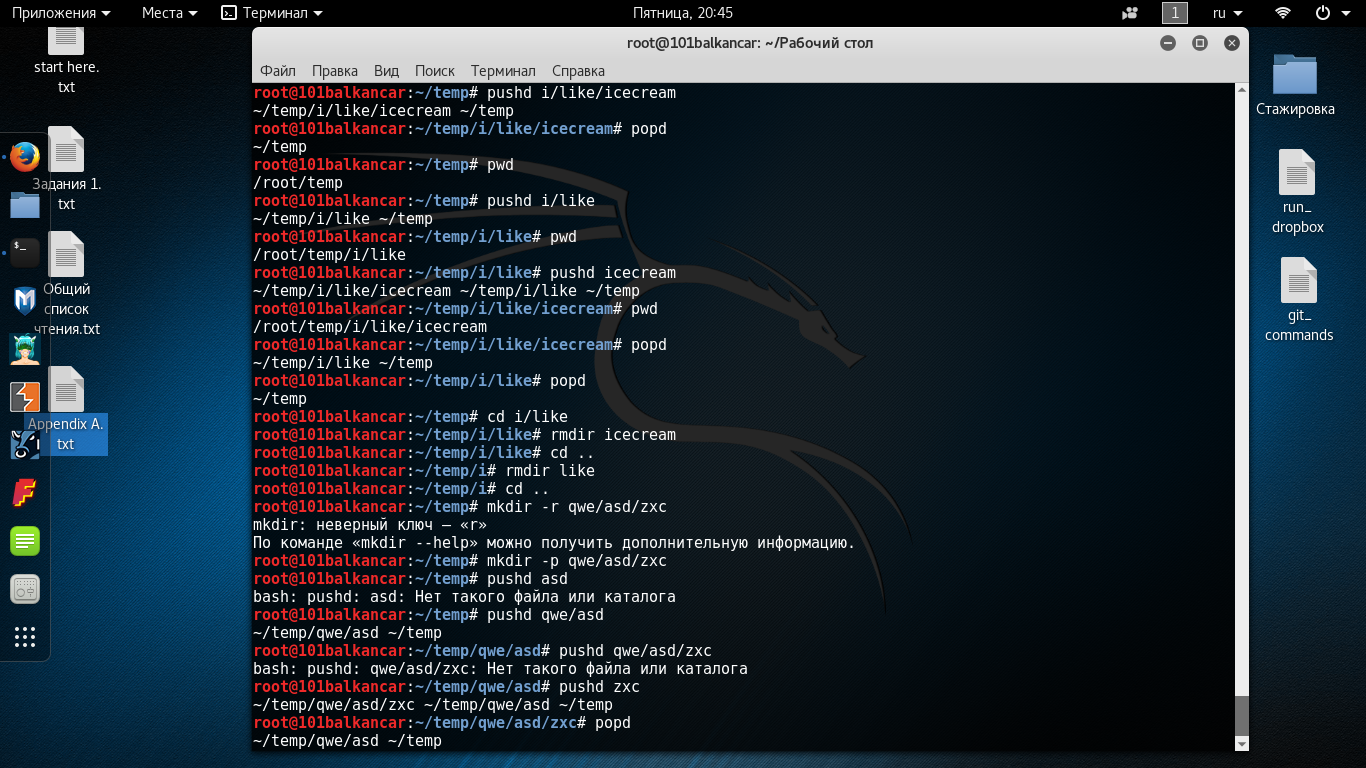 Приложения Места Терминал Пятница, 20:45 1 ru
start here.
txt
Задания 1.
txt
Общий
список
чтения.txt
Appendix A.
txt
root@101balkancar: ~/Рабочий стол
Файл Правка Вид Поиск Терминал Справка
root@101balkancar:~/temp# pushd i/like/icecream
~/temp/i/like/icecream ~/temp
root@101balkancar:~/temp/i/like/icecream# popd
~/temp
root@101balkancar:~/temp# pwd
/root/temp
root@101balkancar:~/temp# pushd i/like
~/temp/i/like ~/temp
root@101balkancar:~/temp/i/like# pwd
/root/temp/i/like
root@101balkancar:~/temp/i/like# pushd icecream
~/temp/i/like/icecream ~/temp/i/like ~/temp
root@101balkancar:~/temp/i/like/icecream# pwd
/root/temp/i/like/icecream
root@101balkancar:~/temp/i/like/icecream# popd
~/temp/i/like ~/temp
root@101balkancar:~/temp/i/like# popd
~/temp
root@101balkancar:~/temp# cd i/like
root@101balkancar:~/temp/i/like# rmdir icecream
root@101balkancar:~/temp/i/like# cd ..
root@101balkancar:~/temp/i# rmdir like
root@101balkancar:~/temp/i# cd ..
root@101balkancar:~/temp# mkdir -r qwe/asd/zxc
mkdir: неверный ключ — «r»
По команде «mkdir --help» можно получить дополнительную информацию.
root@101balkancar:~/temp# mkdir -p qwe/asd/zxc
root@101balkancar:~/temp# pushd asd
bash: pushd: asd: Нет такого файла или каталога
root@101balkancar:~/temp# pushd qwe/asd
~/temp/qwe/asd ~/temp
root@101balkancar:~/temp/qwe/asd# pushd qwe/asd/zxc
bash: pushd: qwe/asd/zxc: Нет такого файла или каталога
root@101balkancar:~/temp/qwe/asd# pushd zxc
~/temp/qwe/asd/zxc ~/temp/qwe/asd ~/temp
root@101balkancar:~/temp/qwe/asd/zxc# popd
~/temp/qwe/asd ~/temp
Стажировка
run_
dropbox
git_
commands